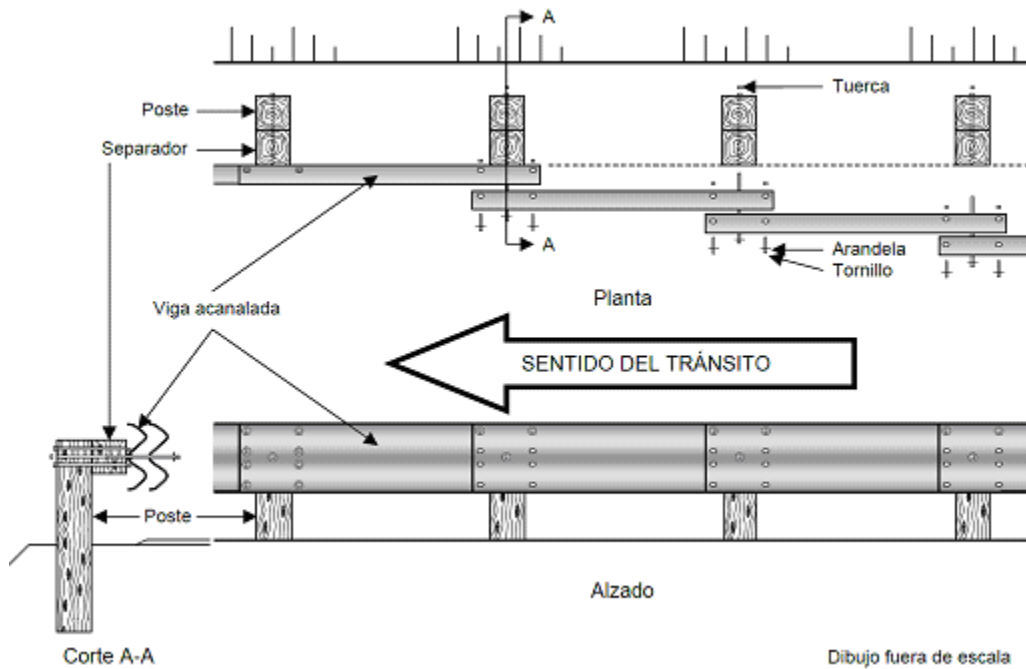 A
Poste
Tuerca
Separador
A
Arandela
Tornillo
Planta
Viga acanalada
SENTIDO DEL TRÁNSITO
Poste
Alzado
Corte A-A
Dibujo fuera de escala